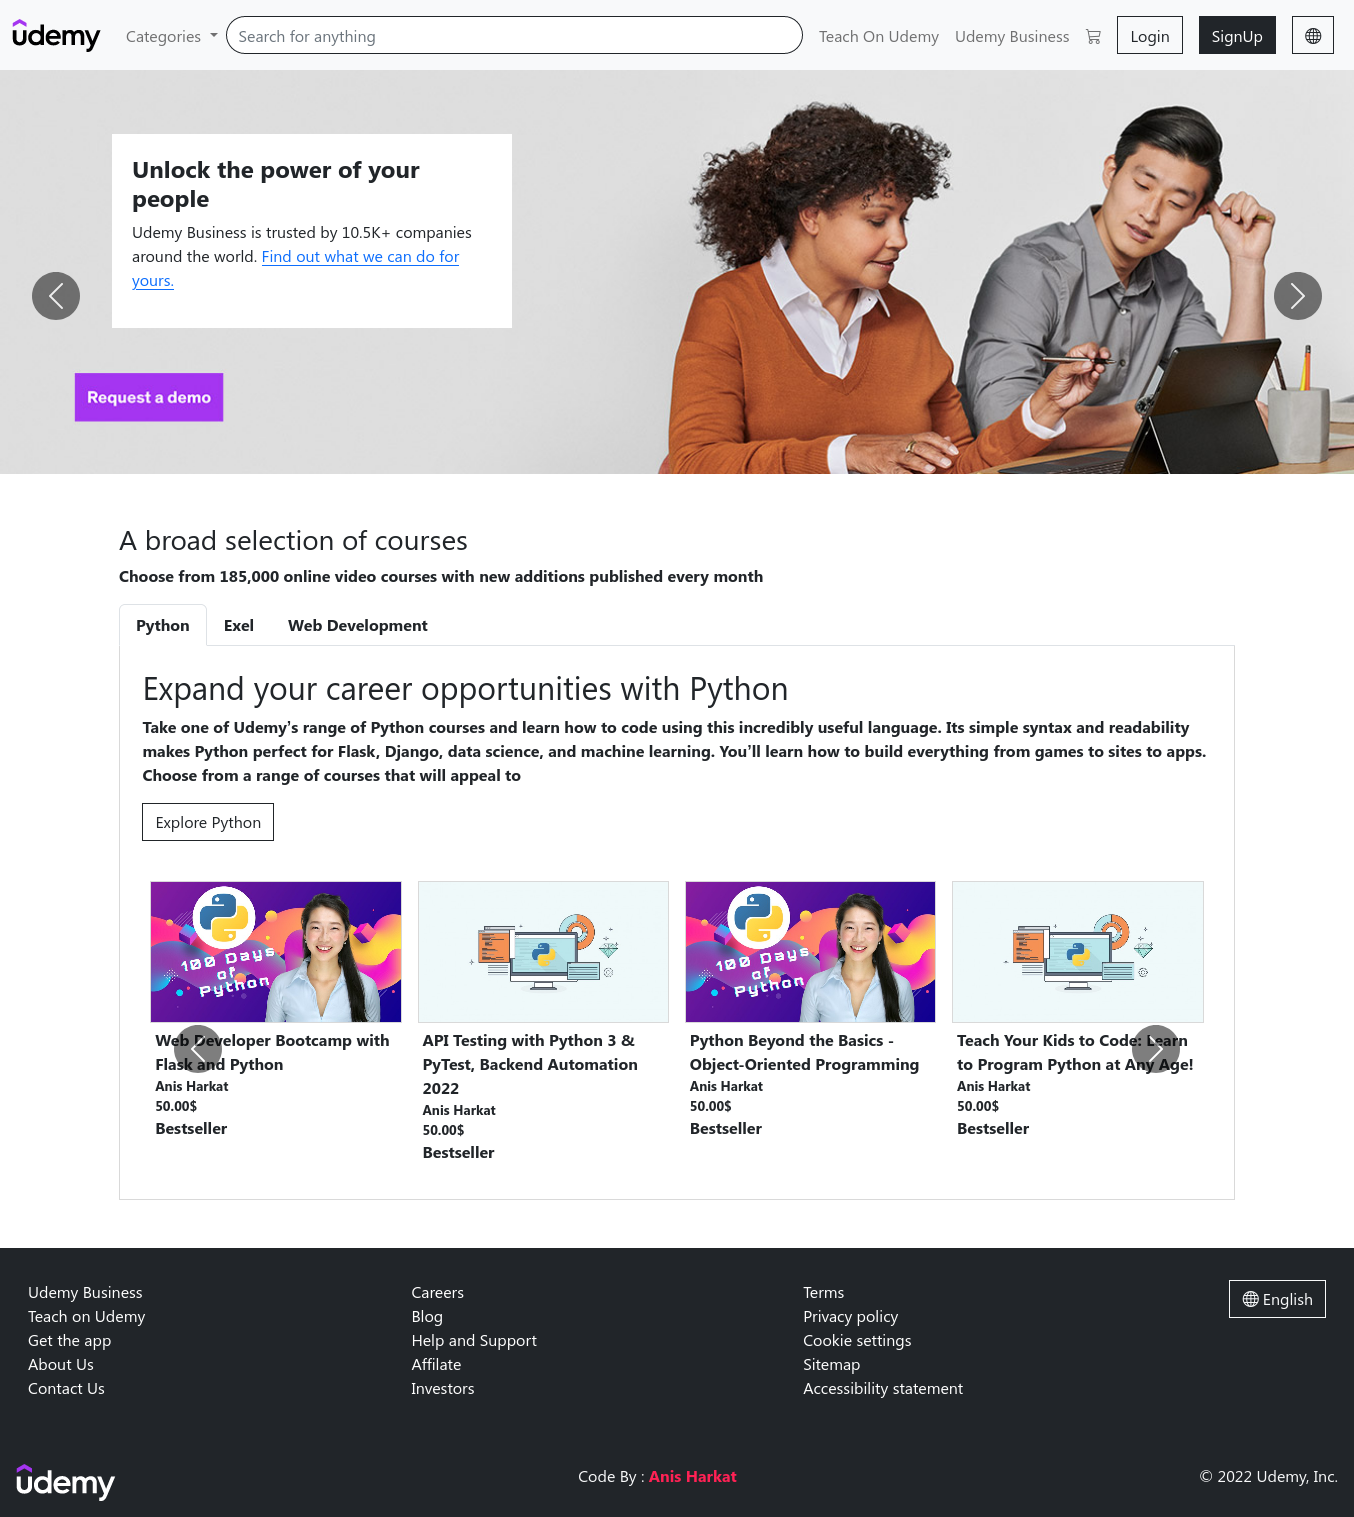 udemy Categories Search for anything Teach On Udemy Udemy Business Login SignUp
Unlock the power of your
people
Udemy Business is trusted by 10.5K+ companies
around the world. Find out what we can do for
yours.
Request a demo
A broad selection of courses
Choose from 185,000 online video courses with new additions published every month
Python Exel Web Development
Expand your career opportunities with Python
Take one of Udemy’s range of Python courses and learn how to code using this incredibly useful language. Its simple syntax and readability
makes Python perfect for Flask, Django, data science, and machine learning. You’ll learn how to build everything from games to sites to apps.
Choose from a range of courses that will appeal to
Explore Python
100 Days
of
Python
Web Developer Bootcamp with
Flask and Python
Anis Harkat
50.00$
Bestseller
API Testing with Python 3 &
PyTest, Backend Automation
2022
Anis Harkat
50.00$
Bestseller
100 Days
of
Python
Python Beyond the Basics -
Object-Oriented Programming
Anis Harkat
50.00$
Bestseller
Teach Your Kids to Code: Learn
to Program Python at Any Age!
Anis Harkat
50.00$
Bestseller
Udemy Business
Teach on Udemy
Get the app
About Us
Contact Us
Careers
Blog
Help and Support
Affilate
Investors
Terms
Privacy policy
Cookie settings
Sitemap
Accessibility statement
English
udemy Code By : Anis Harkat © 2022 Udemy, Inc.